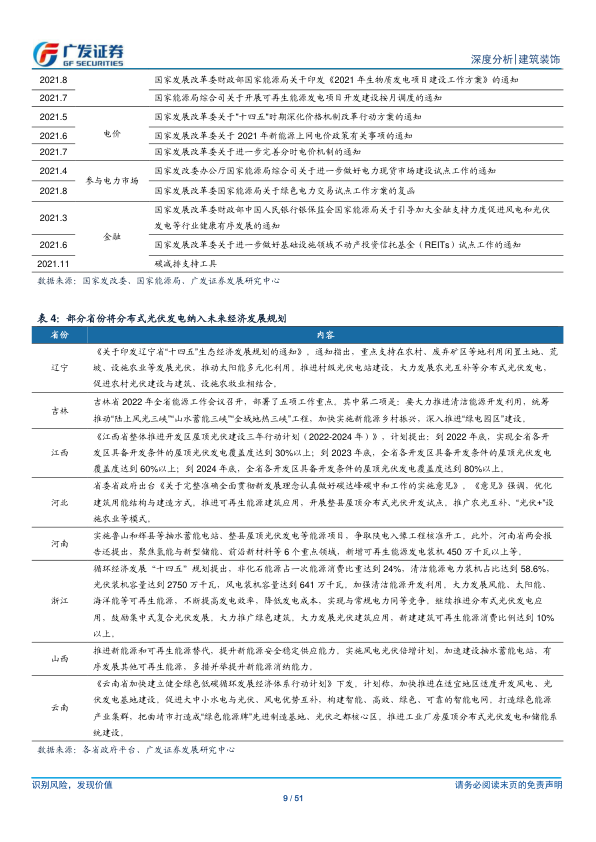 广发证券
GF SECURITIES
深度分析|建筑装饰
2021.8 国家发展改革委财政部国家能源局关于印发《2021 年生物质发电项目建设工作方案》的通知
2021.7 国家能源局综合司关于开展可再生能源发电项目开发建设按月调度的通知
2021.5 国家发展改革委关于"十四五"时期深化价格机制改革行动方案的通知
电价
2021.6 国家发展改革委关于 2021 年新能源上网电价政策有关事项的通知
2021.7 国家发展改革委关于进一步完善分时电价机制的通知
2021.4 国家发改委办公厅国家能源局综合司关于进一步做好电力现货市场建设试点工作的通知
参与电力市场
2021.8 国家发展改革委国家能源局关于绿色电力交易试点工作方案的复函
2021.3 国家发展改革委财政部中国人民银行银保监会国家能源局关于引导加大金融支持力度促进风电和光伏
发电等行业健康有序发展的通知
金融
2021.6 国家发展改革委关于进一步做好基础设施领域不动产投资信托基金（REITs）试点工作的通知
2021.11 碳减排支持工具
数据来源：国家发改委、国家能源局、广发证券发展研究中心
表 4：部分省份将分布式光伏发电纳入未来经济发展规划
省份 内容
《关于印发辽宁省"十四五"生态经济发展规划的通知》，通知指出，重点支持在农村、废弃矿区等地利用闲置土地、荒
坡、设施农业等发展光伏，推动太阳能多元化利用。推进村级光伏电站建设，大力发展农光互补等分布式光伏发电，
辽宁
促进农村光伏建设与建筑、设施农牧业相结合。
吉林省 2022 年全省能源工作会议召开，部署了五项工作重点。其中第二项是：要大力推进清洁能源开发利用，统筹
吉林
推动"陆上风光三峡""山水蓄能三峡""全域地热三峡"工程，加快实施新能源乡村振兴，深入推进"绿电园区"建设。
《江西省整体推进开发区屋顶光伏建设三年行动计划（2022-2024 年）》，计划提出：到 2022 年底，实现全省各开
江西
发区具备开发条件的屋顶光伏发电覆盖度达到 30%以上；到 2023 年底，全省各开发区具备开发条件的屋顶光伏发电
覆盖度达到 60%以上；到 2024 年底，全省各开发区具备开发条件的屋顶光伏发电覆盖度达到 80%以上。
省委省政府出台《关于完整准确全面贯彻新发展理念认真做好碳达峰碳中和工作的实施意见》。《意见》强调，优化
河北
建筑用能结构与建造方式。推进可再生能源建筑应用，开展整县屋顶分布式光伏开发试点。推广农光互补、"光伏+"设
施农业等模式。
实施鲁山和辉县等抽水蓄能电站、整县屋顶光伏发电等能源项目，争取陕电入豫工程核准开工。此外，河南省两会报
河南
告还提出，聚焦氢能与新型储能、前沿新材料等 6 个重点领域，新增可再生能源发电装机 450 万千瓦以上等。
循环经济发展 "十四五" 规划提出，非化石能源占一次能源消费比重达到 24%，清洁能源电力装机占比达到 58.6%，
光伏装机容量达到 2750 万千瓦，风电装机容量达到 641 万千瓦。加强清洁能源开发利用。大力发展风能、太阳能、
浙江
海洋能等可再生能源，不断提高发电效率，降低发电成本，实现与常规电力同等竞争。继续推进分布式光伏发电应
用，鼓励集中式复合光伏发展。大力推广绿色建筑。大力发展光伏建筑应用，新建建筑可再生能源消费比例达到 10%
以上。
推进新能源和可再生能源替代，提升新能源安全稳定供应能力。实施风电光伏倍增计划，加速建设抽水蓄能电站，有
山西
序发展其他可再生能源，多措并举提升新能源消纳能力。
《云南省加快建立健全绿色低碳循环发展经济体系行动计划》下发。计划称，加快推进在适宜地区适度开发风电、光
伏发电基地建设。促进大中小水电与光伏、风电优势互补，构建智能、高效、绿色、可靠的智能电网。打造绿色能源
云南
产业集群，把曲靖市打造成"绿色能源牌"先进制造基地、光伏之都核心区。推进工业厂房屋顶分布式光伏发电和储能系
统建设。
数据来源：各省政府平台、广发证券发展研究中心
识别风险，发现价值 请务必阅读末页的免责声明
9 / 51